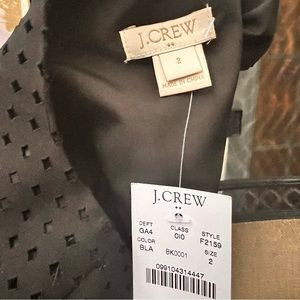 J.CREW
2
MADE IN CHINA
J.CREW
DEPT CLASS STYLE
GA4 010 F2159
COLOR SIZE
BLA BK0001 2
099104314447